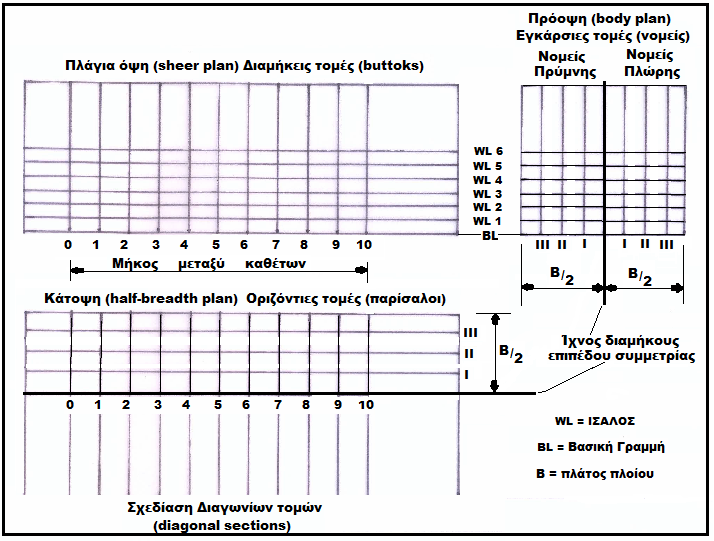 Πρόοψη (body plan)
Εγκάρσιες τομές (νομείς)
Νομείς Πρύμνης
Νομείς Πλώρης
Πλάγια όψη (sheer plan) Διαμήκεις τομές (buttoks)
WL 6
WL 5
WL 4
WL 3
WL 2
WL 1
BL
III II I I II III
0 1 2 3 4 5 6 7 8 9 10
Μήκος μεταξύ καθέτων
B/2 B/2
Κάτοψη (half-breadth plan) Οριζόντιες τομές (παρίσαλοι)
III
II
I
B/2
Ίχνος διαμήκους
επιπέδου συμμετρίας
0 1 2 3 4 5 6 7 8 9 10
WL = ΙΣΑΛΟΣ
BL = Βασική Γραμμή
B = πλάτος πλοίου
Σχεδίαση Διαγωνίων τομών
(diagonal sections)